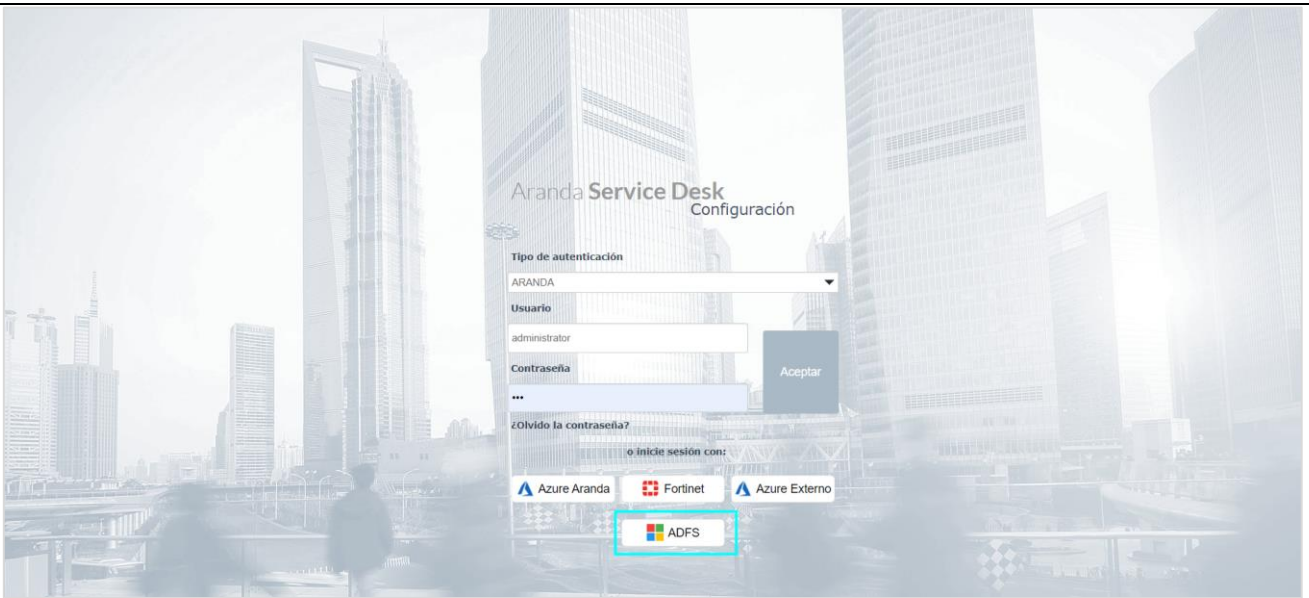 Aranda Service Desk
Configuración
Tipo de autenticación
ARANDA
Usuario
administrator
Contraseña
•••
Aceptar
¿Olvido la contraseña?
o inicie sesión con:
Azure Aranda Fortinet Azure Externo
ADFS